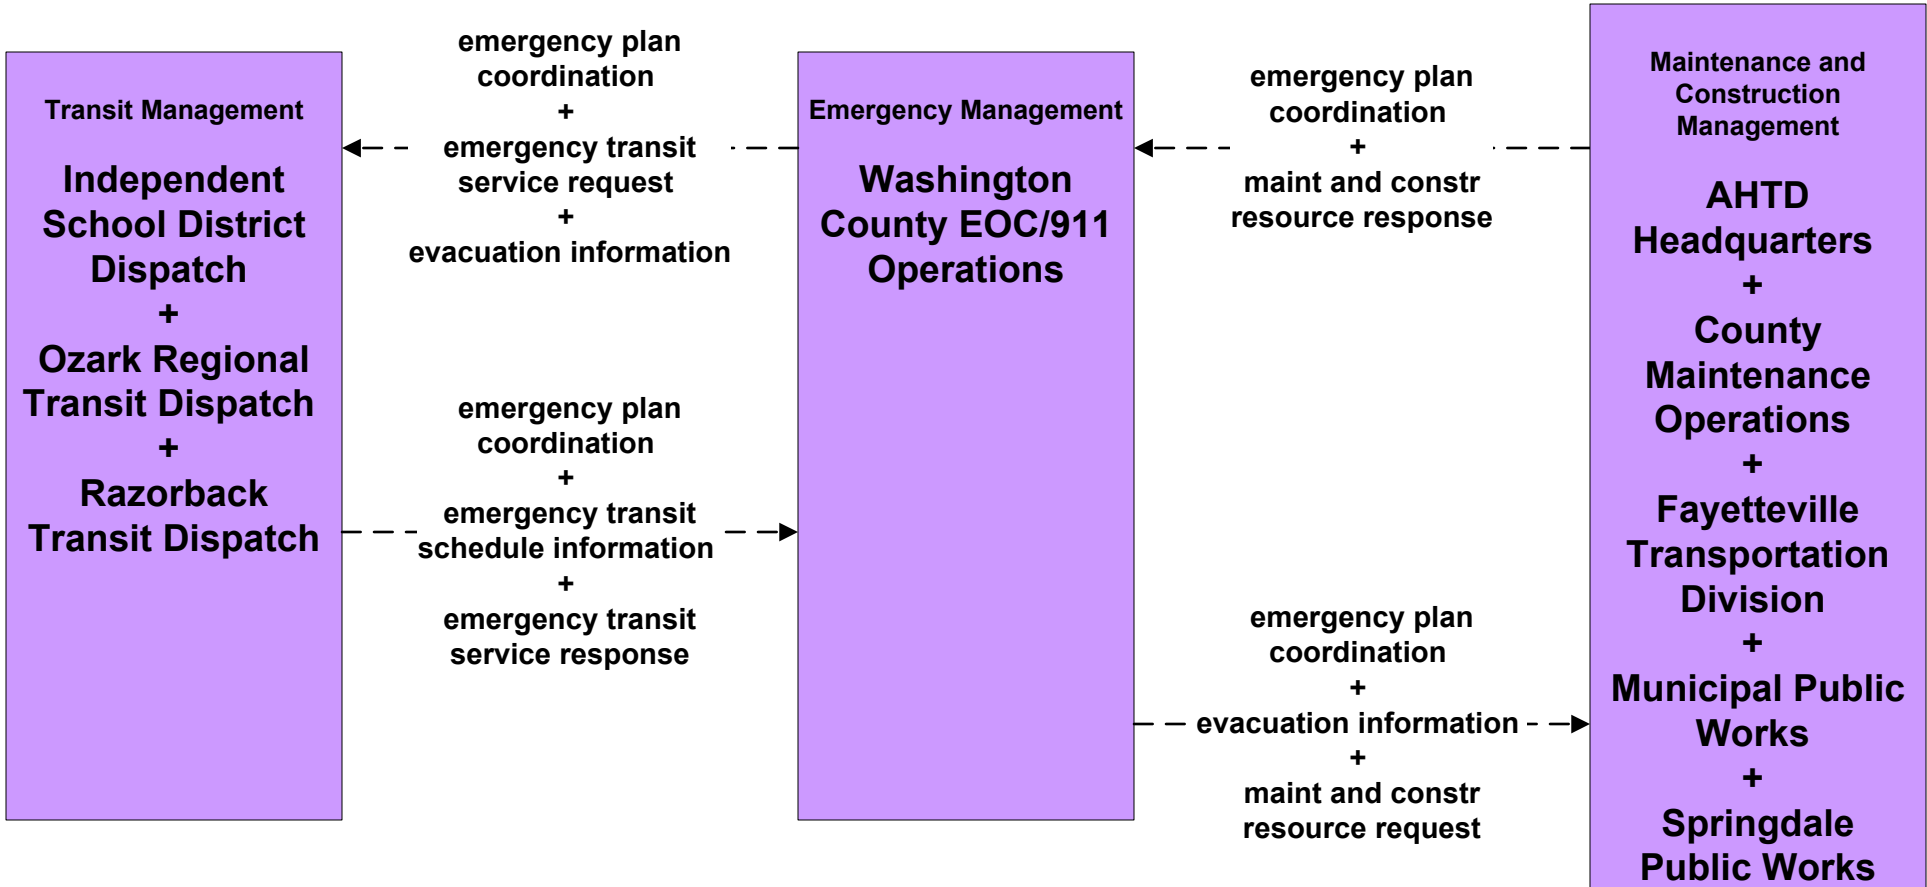 Transit Management
Independent
School District
Dispatch
+
Ozark Regional
Transit Dispatch
+
Razorback
Transit Dispatch
emergency plan
coordination
+
emergency transit
service request
+
evacuation information
emergency plan
coordination
+
emergency transit
schedule information
+
emergency transit
service response
Emergency Management
Washington
County EOC/911
Operations
emergency plan
coordination
+
maint and constr
resource response
emergency plan
coordination
+
evacuation information
+
maint and constr
resource request
Maintenance and
Construction
Management
AHTD
Headquarters
+
County
Maintenance
Operations
+
Fayetteville
Transportation
Division
+
Municipal Public
Works
+
Springdale
Public Works